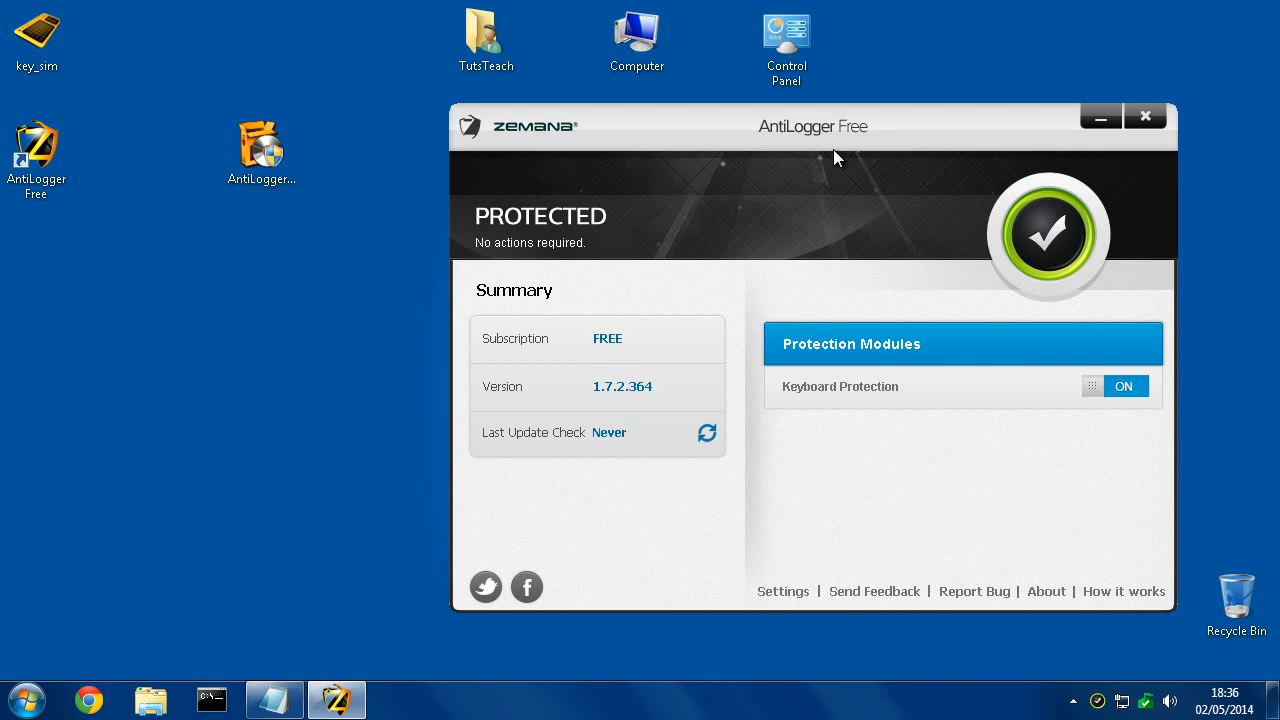 key_sim
TutsTeach
Computer
Control
Panel
AntiLogger
Free
AntiLogger...
ZEMANA®
AntiLogger Free
PROTECTED
No actions required.
Summary
Subscription FREE
Version 1.7.2.364
Last Update Check Never
Protection Modules
Keyboard Protection ON
Settings | Send Feedback | Report Bug | About | How it works
Recycle Bin
C:\
18:36
02/05/2014